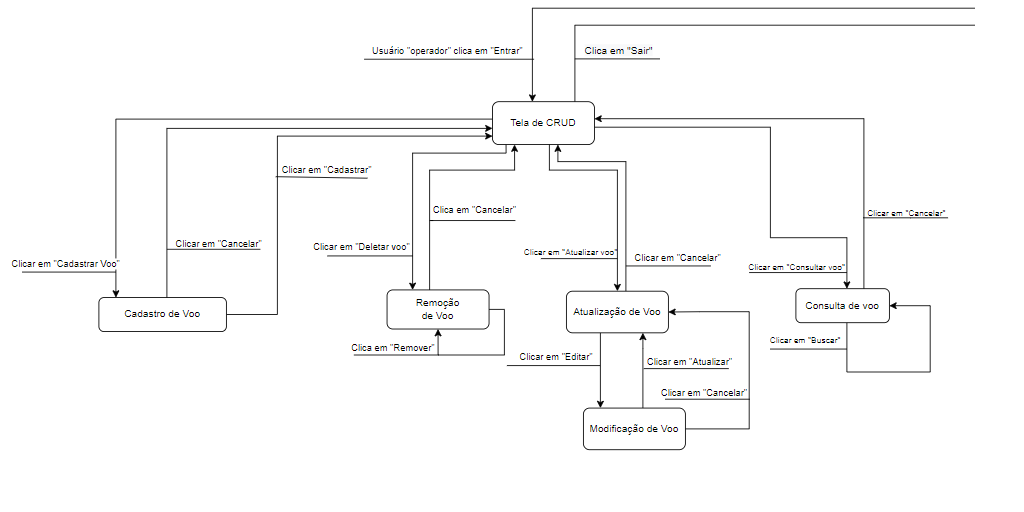 Usuário "operador" clica em "Entrar"
Clica em "Sair"
Tela de CRUD
Clicar em "Cadastrar"
Clica em "Cancelar"
Clicar em "Cancelar"
Clicar em "Deletar voo"
Clicar em "Atualizar voo"
Clicar em "Cancelar"
Clicar em "Cancelar"
Clicar em "Cadastrar Voo"
Clicar em "Consultar voo"
Cadastro de Voo
Remoção
de Voo
Atualização de Voo
Consulta de voo
Clica em "Remover"
Clicar em "Editar"
Clicar em "Atualizar"
Clicar em "Buscar"
Clicar em "Cancelar"
Modificação de Voo